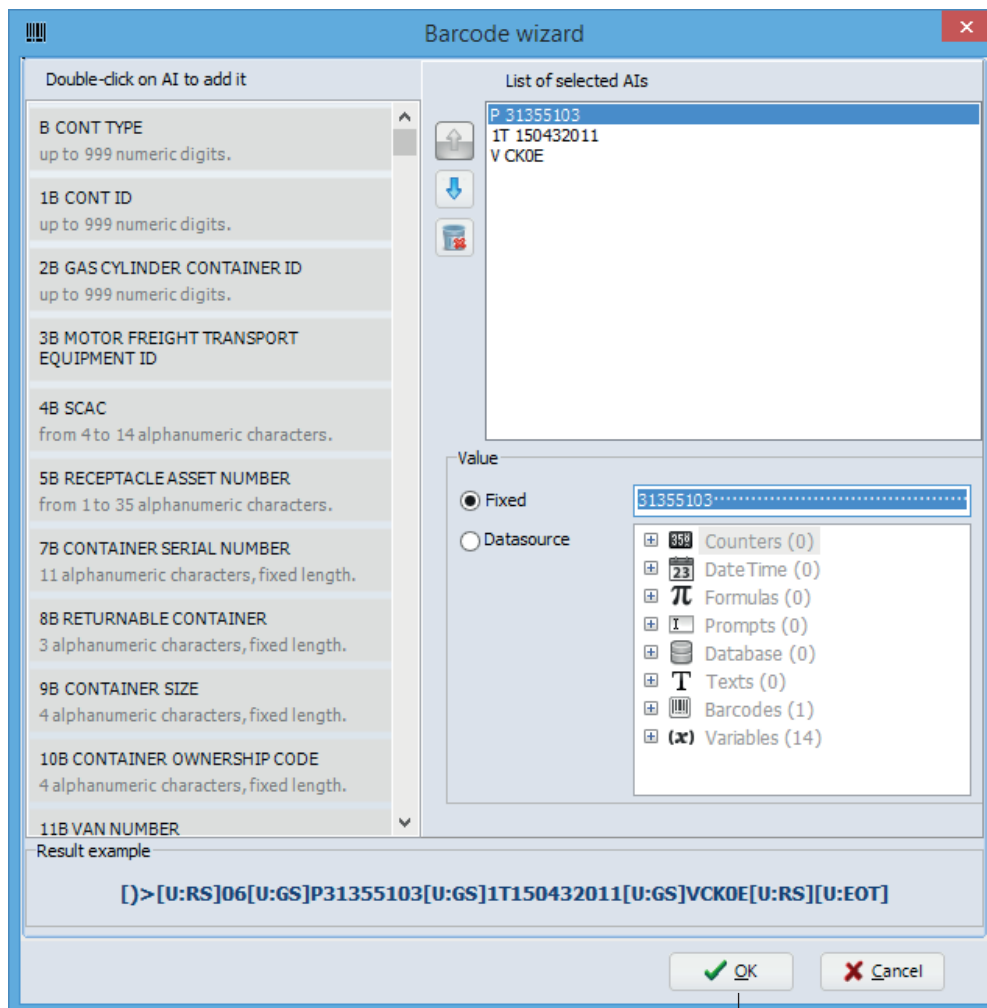 Barcode wizard
Double-click on AI to add it
B CONT TYPE
up to 999 numeric digits.
1B CONT ID
up to 999 numeric digits.
2B GAS CYLINDER CONTAINER ID
up to 999 numeric digits.
3B MOTOR FREIGHT TRANSPORT
EQUIPMENT ID
4B SCAC
from 4 to 14 alphanumeric characters.
5B RECEPTACLE ASSET NUMBER
from 1 to 35 alphanumeric characters.
7B CONTAINER SERIAL NUMBER
11 alphanumeric characters, fixed length.
8B RETURNABLE CONTAINER
3 alphanumeric characters, fixed length.
9B CONTAINER SIZE
4 alphanumeric characters, fixed length.
10B CONTAINER OWNERSHIP CODE
4 alphanumeric characters, fixed length.
11B VAN NUMBER
List of selected AIs
P 31355103
1T 150432011
V CK0E
Value
Fixed
31355103
Datasource
Counters (0)
23 DateTime (0)
π Formulas (0)
I Prompts (0)
Database (0)
T Texts (0)
Barcodes (1)
(x) Variables (14)
Result example
[)>[U:RS]06[U:GS]P31355103[U:GS]1T150432011[U:GS]VCK0E[U:RS][U:EOT]
OK
Cancel